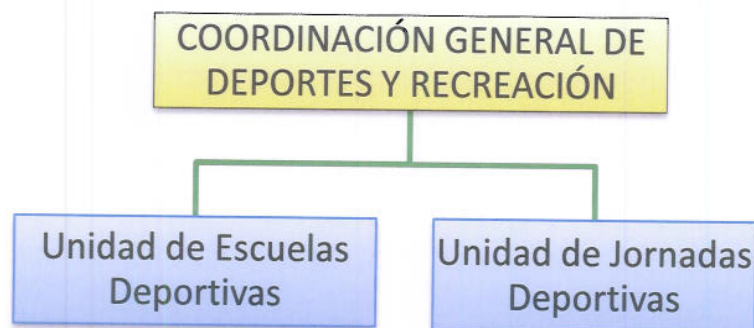 COORDINACIÓN GENERAL DE
DEPORTES Y RECREACIÓN
Unidad de Escuelas
Deportivas
Unidad de Jornadas
Deportivas